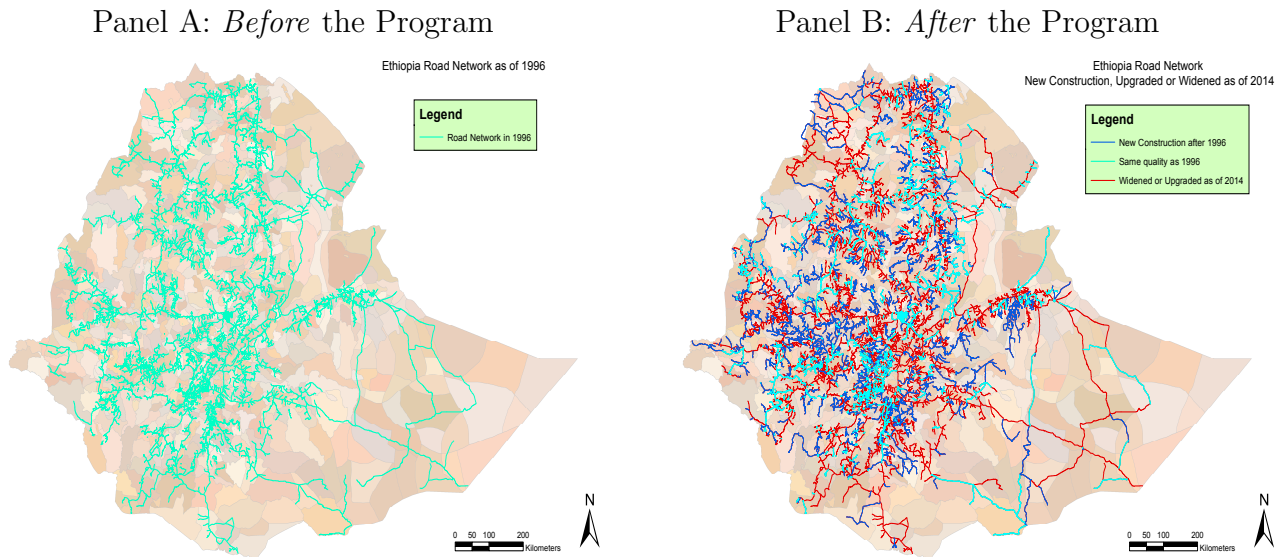 Panel A: Before the Program
Ethiopia Road Network as of 1996
Legend
Road Network in 1996
N
0 50 100 200
Kilometers
Panel B: After the Program
Ethiopia Road Network
New Construction, Upgraded or Widened as of 2014
Legend
New Construction after 1996
Same quality as 1996
Widened or Upgraded as of 2014
N
0 50 100 200
Kilometers